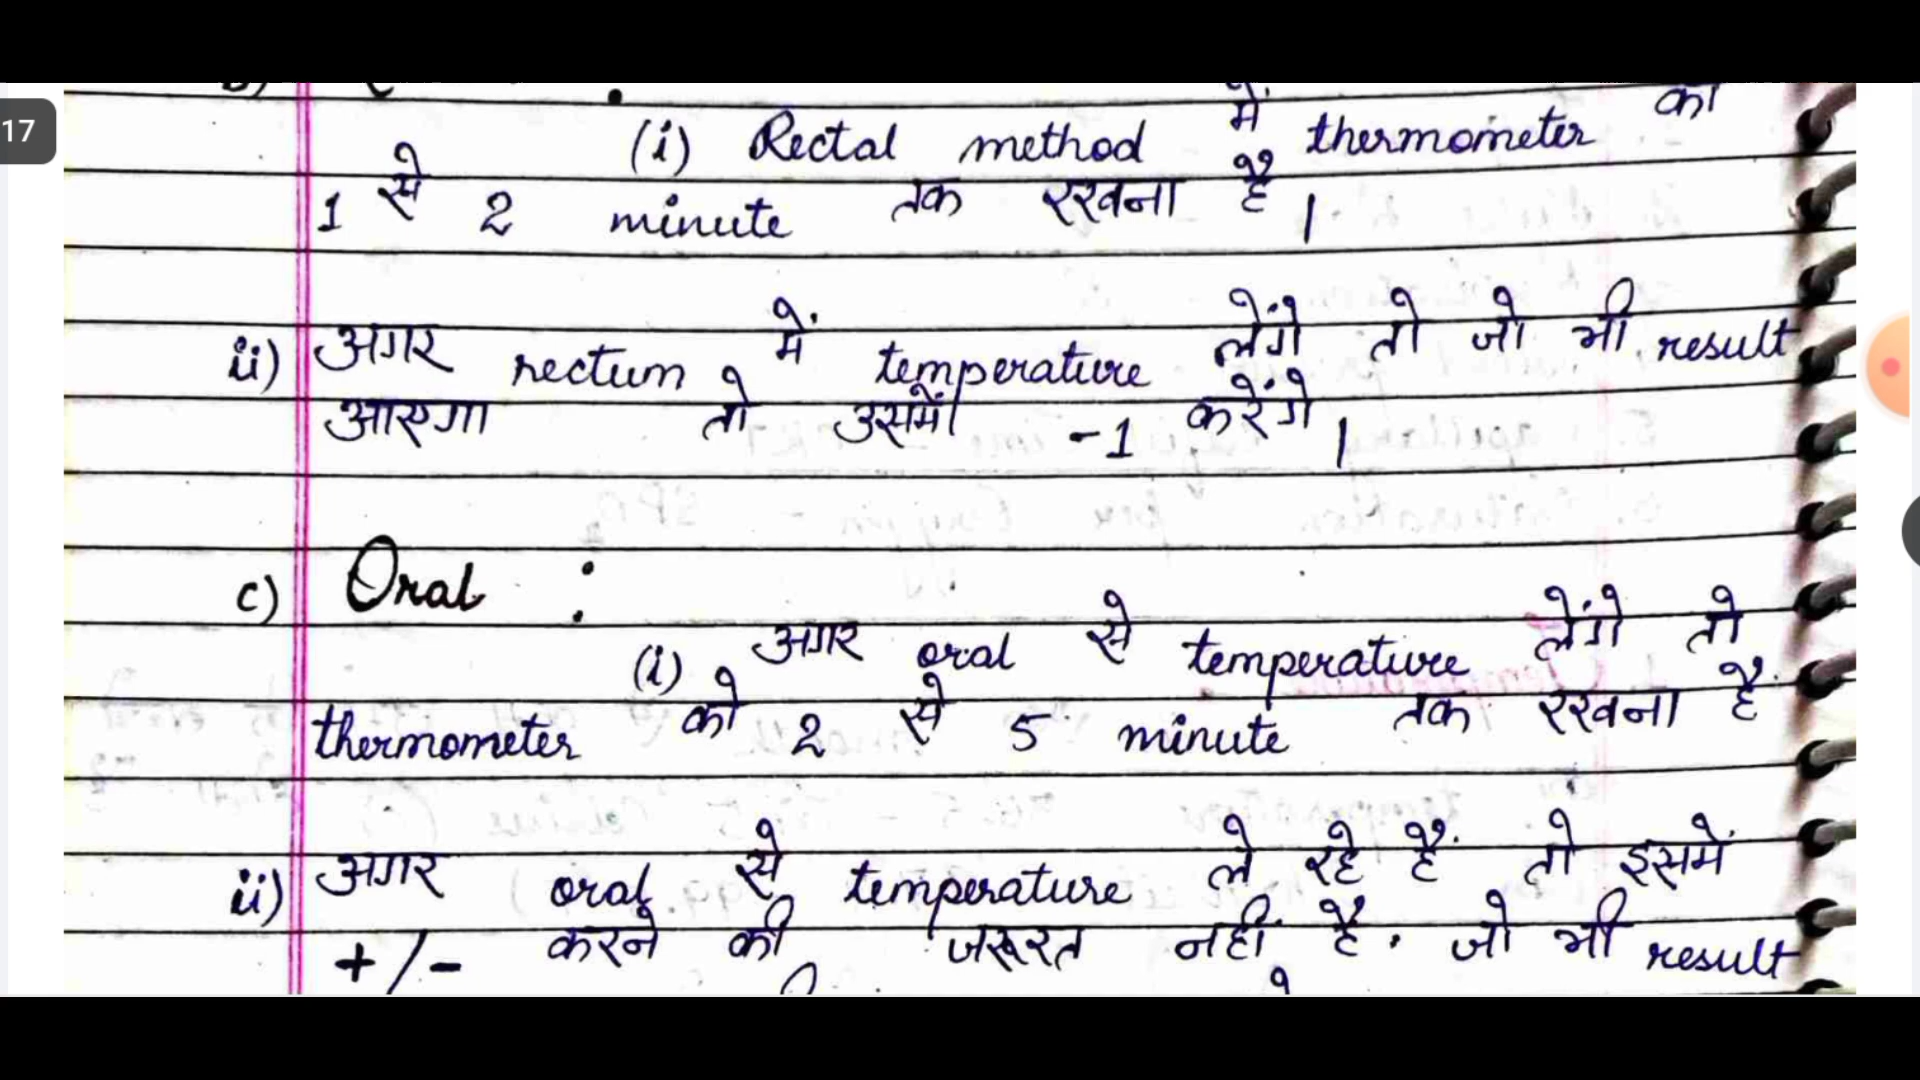 17
(i) Rectal method में thermometer को
1 से 2 minute तक रखना है ।
ii) अगर rectum में temperature लेंगे तो जो भी result
आएगा तो उसमें -1 करेंगे ।
c) Oral :
(i) अगर oral से temperature लेंगे तो
thermometer को 2 से 5 minute तक रखना है
ii) अगर oral से temperature ले रहे हैं तो इसमें
+/- करने की जरूरत नहीं है. जो भी result